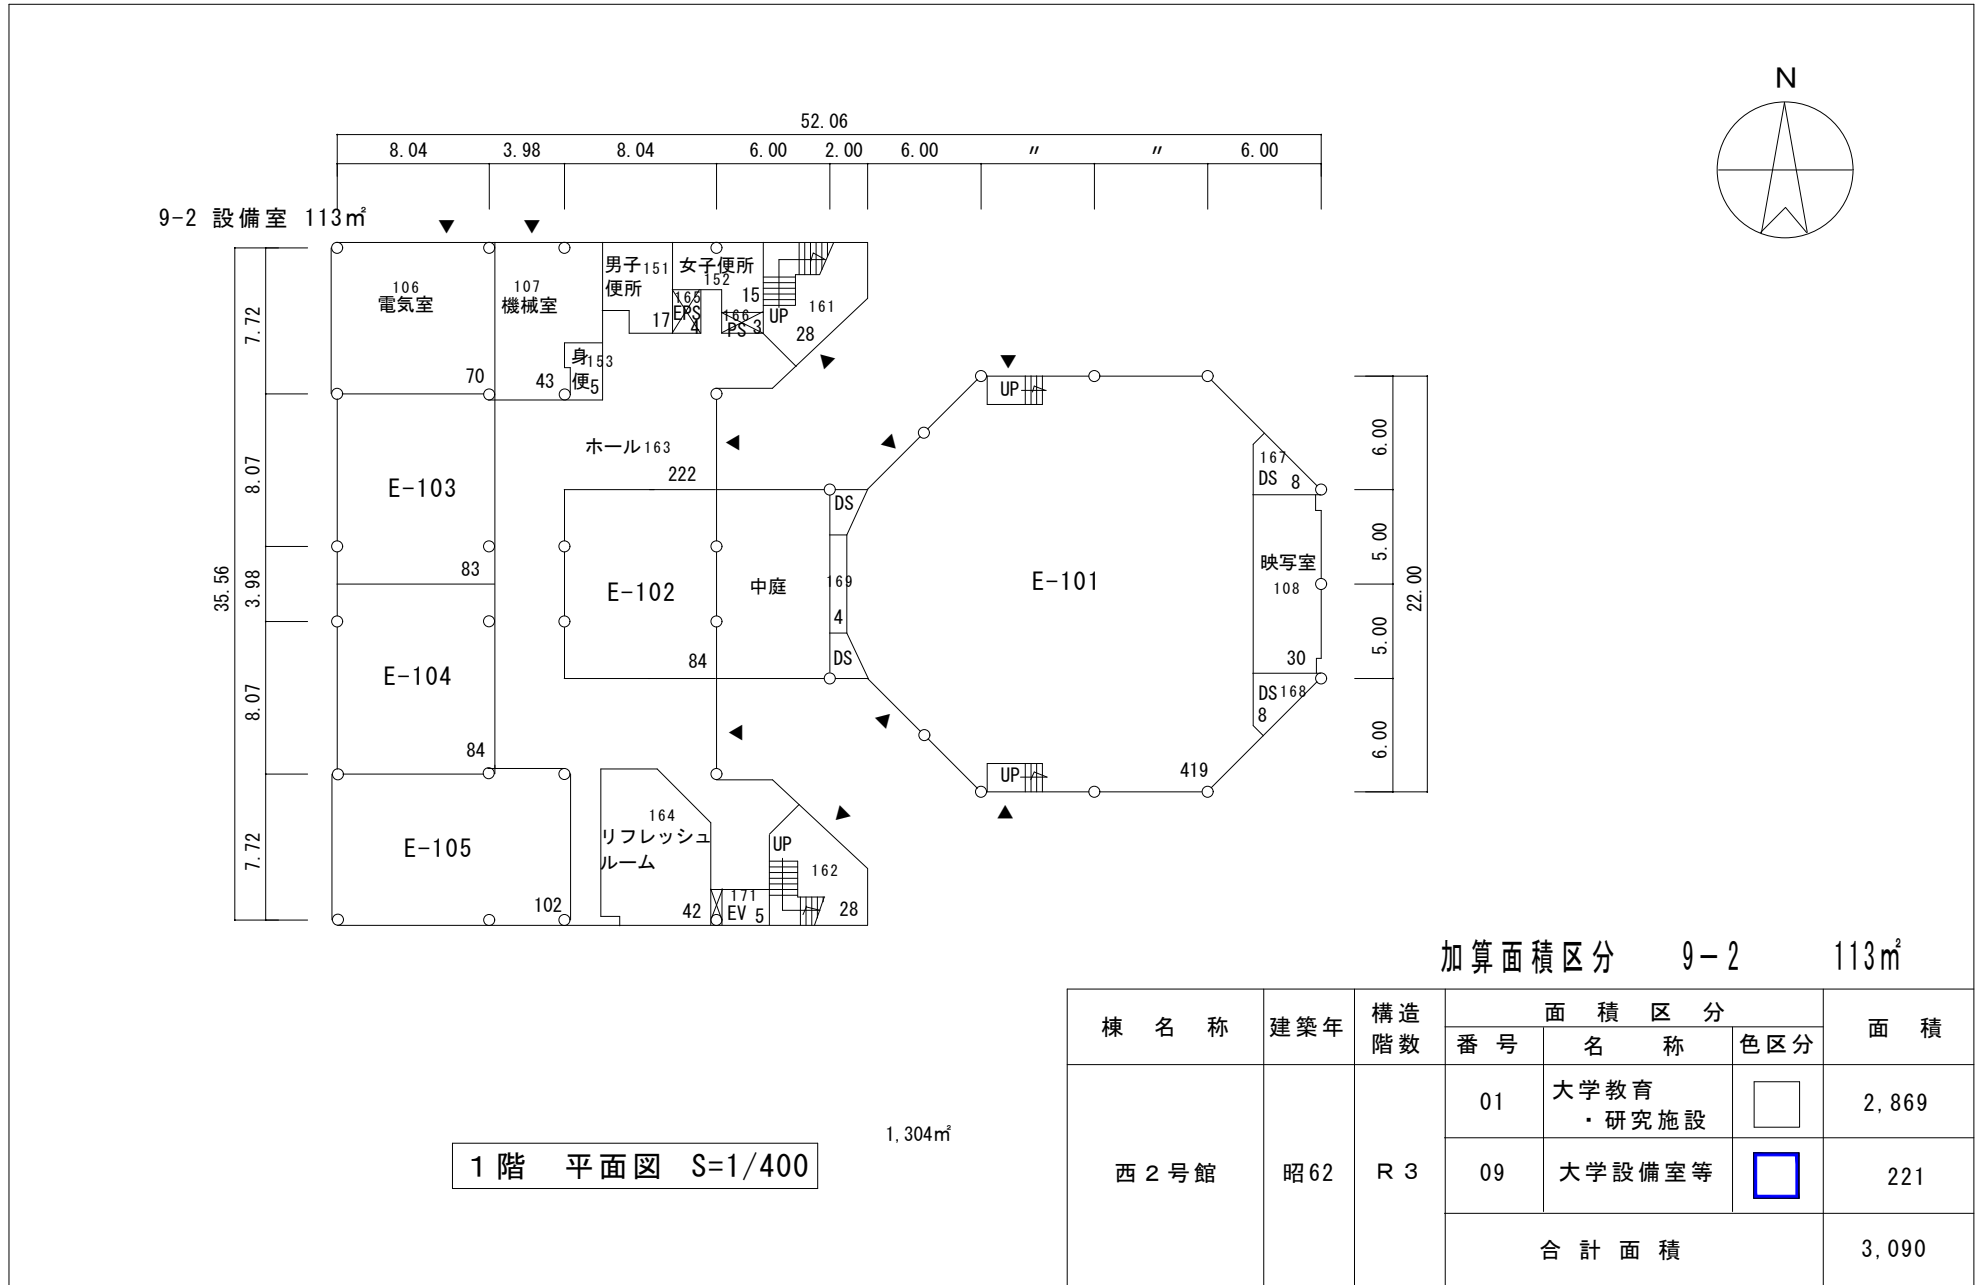 N
52.06
8.04
3.98
8.04
6.00
2.00
6.00
〃
〃
6.00
9-2 設備室 113㎡
35.56
7.72
8.07
3.98
8.07
7.72
106
電気室
70
107
機械室
43
男子
便所
151
17
女子便所
152
15
165
EPS
4
166
PS
3
UP
161
28
身
便
153
5
ホール163
222
E-103
83
E-102
84
中庭
DS
169
4
DS
E-104
84
E-105
102
164
リフレッシュ
ルーム
42
171
EV
5
UP
162
28
UP
E-101
419
UP
167
DS
8
映写室
108
30
DS
168
8
6.00
5.00
5.00
6.00
22.00
加算面積区分 9-2 113㎡
棟名称
建築年
構造
階数
面積区分
番号
名称
色区分
面積
西2号館
昭62
R3
01
大学教育
・研究施設
2,869
09
大学設備室等
221
合計面積
3,090
1,304㎡
1階 平面図 S=1/400